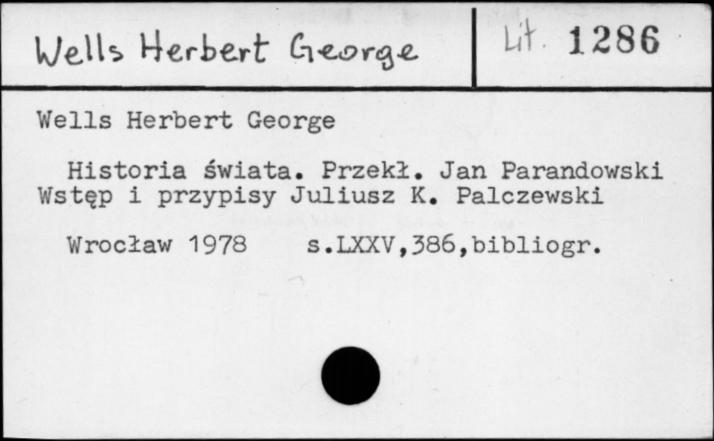 Wells Herbert George
Lit. 1286
Wells Herbert George
Historia świata. Przekł. Jan Parandowski
Wstęp i przypisy Juliusz K. Palczewski
Wrocław 1978 s.LXXV,386,bibliogr.